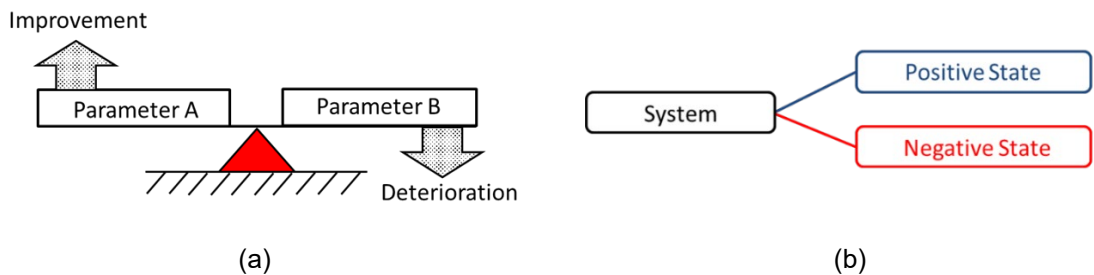 Improvement
Parameter A
Parameter B
Deterioration
(a)
System
Positive State
Negative State
(b)